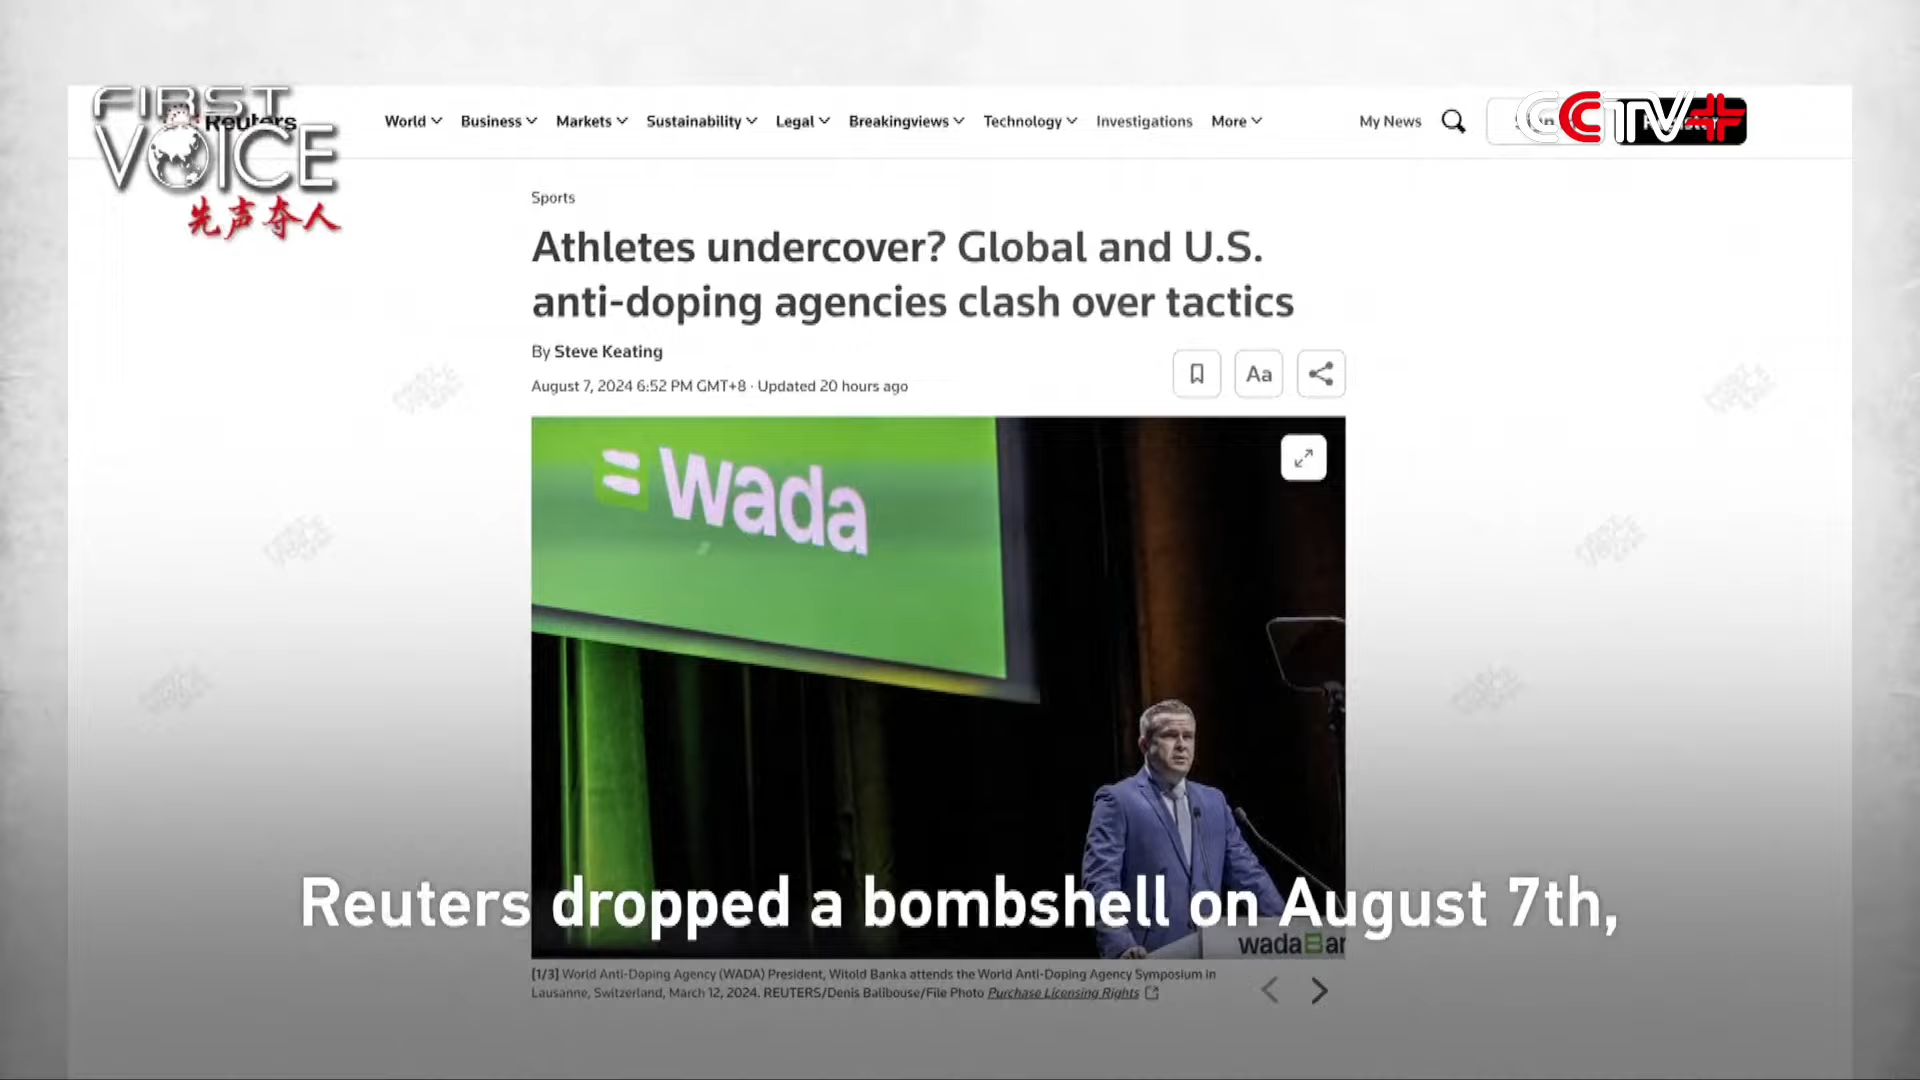 FIRST
VOICE
先声夺人
Reuters
World Business Markets Sustainability Legal Breakingviews Technology Investigations More
My News
CCTV+
Sports
Athletes undercover? Global and U.S.
anti-doping agencies clash over tactics
By Steve Keating
August 7, 2024 6:52 PM GMT+8 · Updated 20 hours ago
Aa
wada
Reuters dropped a bombshell on August 7th,
wada
[1/3] World Anti-Doping Agency (WADA) President, Witold Banka attends the World Anti-Doping Agency Symposium in
Lausanne, Switzerland, March 12, 2024. REUTERS/Denis Balibouse/File Photo Purchase Licensing Rights